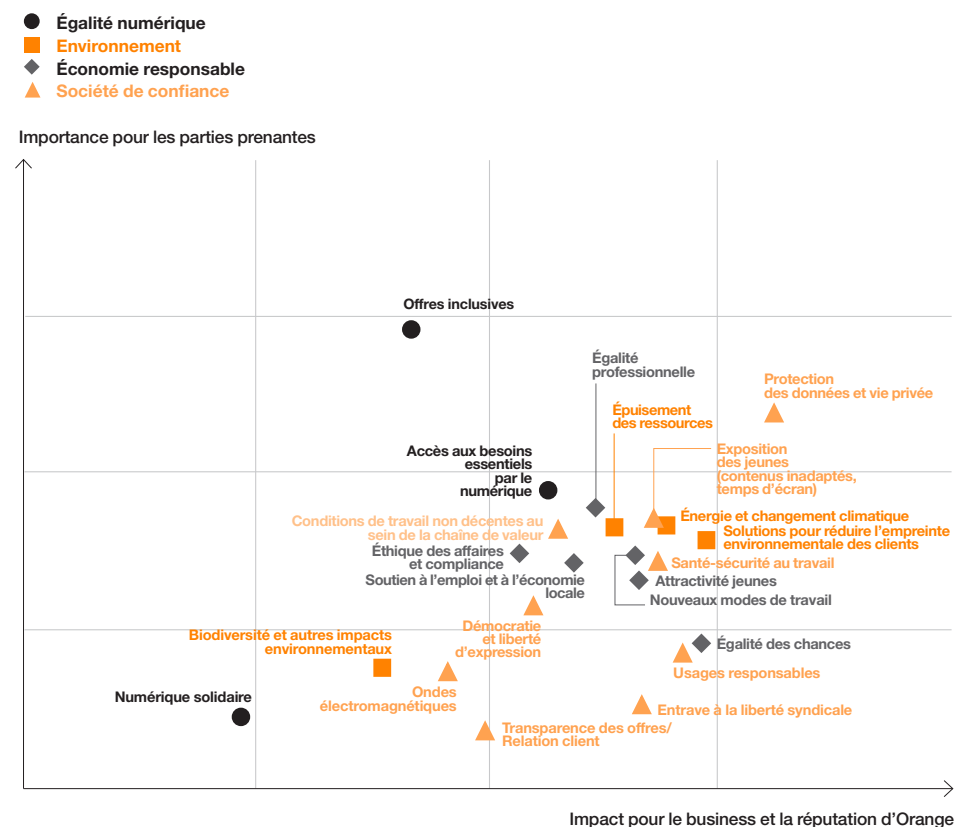 Égalité numérique
Environnement
Économie responsable
Société de confiance
Importance pour les parties prenantes
Offres inclusives
Égalité
professionnelle
Protection
des données et vie privée
Épuisement
des ressources
Accès aux besoins
essentiels
par le
numérique
Exposition
des jeunes
(contenus inadaptés,
temps d'écran)
Conditions de travail non décentes au
sein de la chaîne de valeur
Énergie et changement climatique
Solutions pour réduire l'empreinte
environnementale des clients
Éthique des affaires
et compliance
Santé-sécurité au travail
Soutien à l'emploi et à l'économie
locale
Attractivité jeunes
Nouveaux modes de travail
Démocratie
et liberté
d'expression
Biodiversité et autres impacts
environnementaux
Égalité des chances
Usages responsables
Ondes
électromagnétiques
Numérique solidaire
Entrave à la liberté syndicale
Transparence des offres/
Relation client
Impact pour le business et la réputation d'Orange